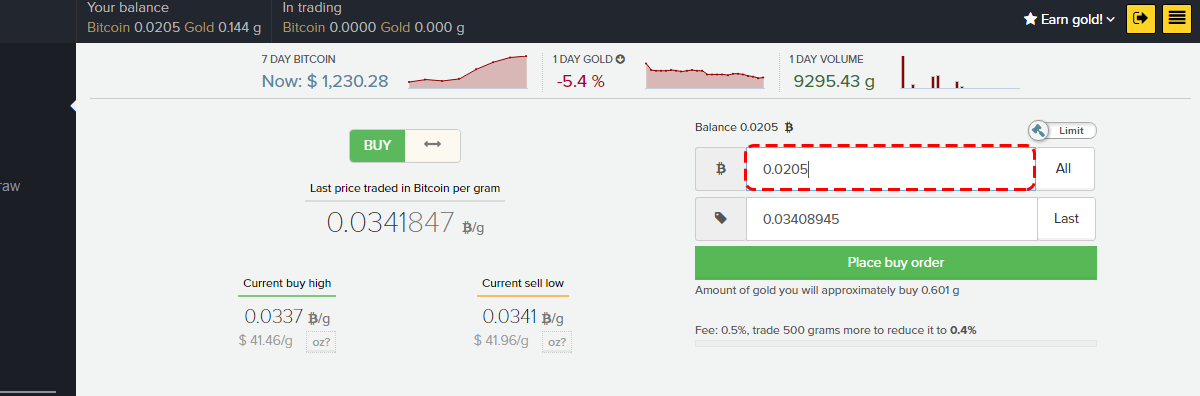 Your balance
Bitcoin 0.0205 Gold 0.144 g
In trading
Bitcoin 0.0000 Gold 0.000 g
Earn gold!
7 DAY BITCOIN
Now: $ 1,230.28
1 DAY GOLD
-5.4 %
1 DAY VOLUME
9295.43 g
raw
BUY
Last price traded in Bitcoin per gram
0.0341847 ₿/g
Current buy high
0.0337 ₿/g
$ 41.46/g oz?
Current sell low
0.0341 ₿/g
$ 41.96/g oz?
Balance 0.0205 ₿
Limit
₿ 0.0205 All
0.03408945 Last
Place buy order
Amount of gold you will approximately buy 0.601 g
Fee: 0.5%, trade 500 grams more to reduce it to 0.4%